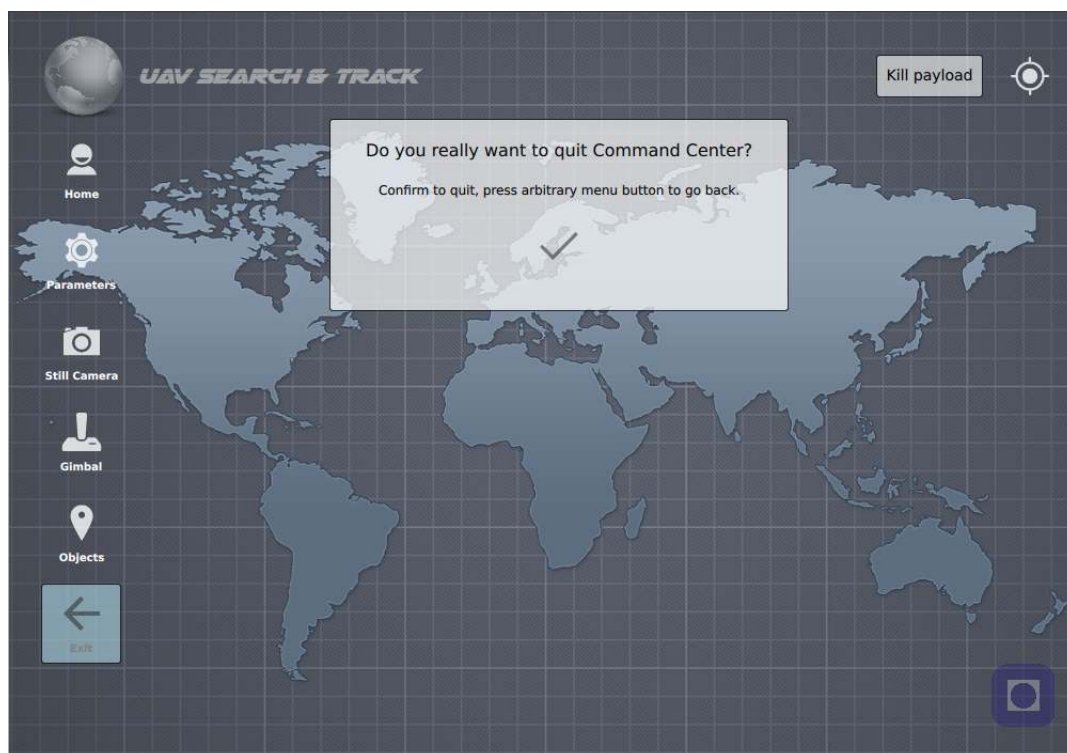 UAV SEARCH & TRACK
Kill payload
Do you really want to quit Command Center?
Confirm to quit, press arbitrary menu button to go back.
Home
Parameters
Still Camera
Gimbal
Objects
Exit